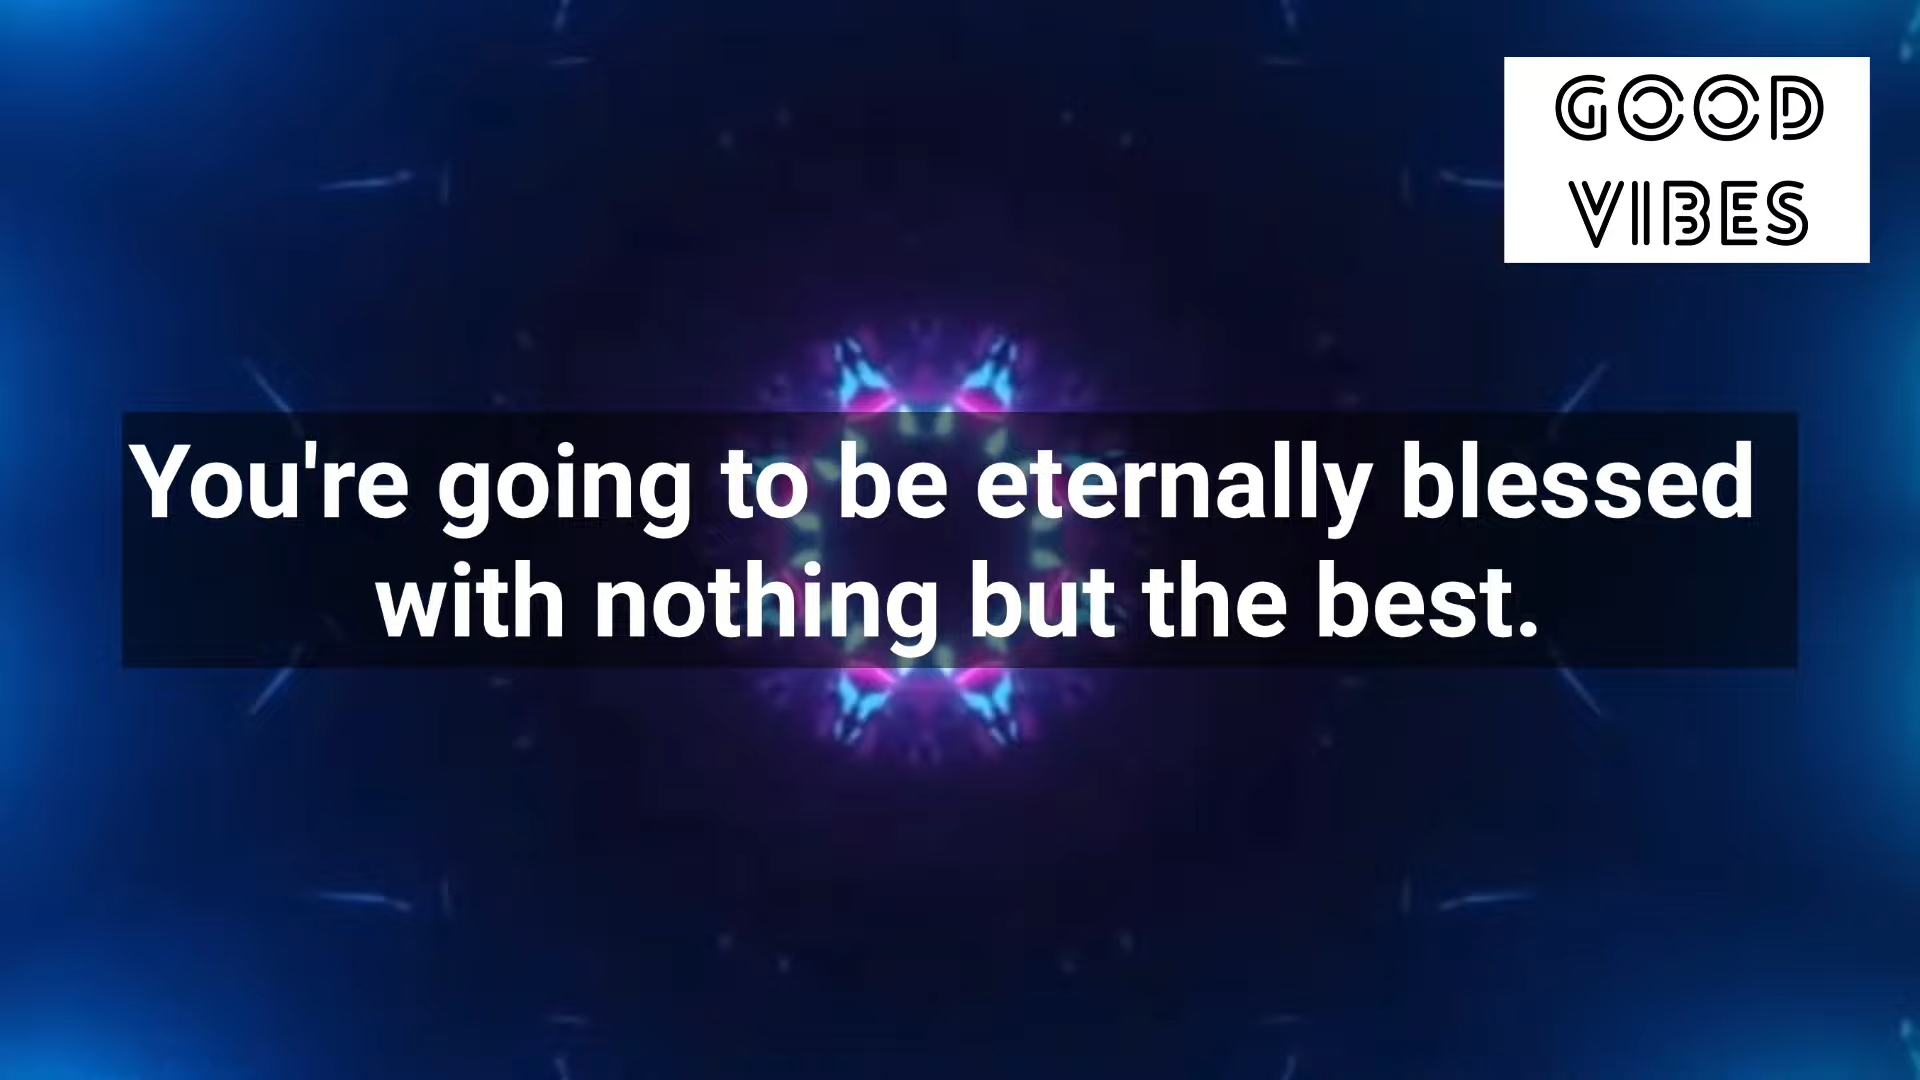 GOOD
VIBES
You're going to be eternally blessed
with nothing but the best.